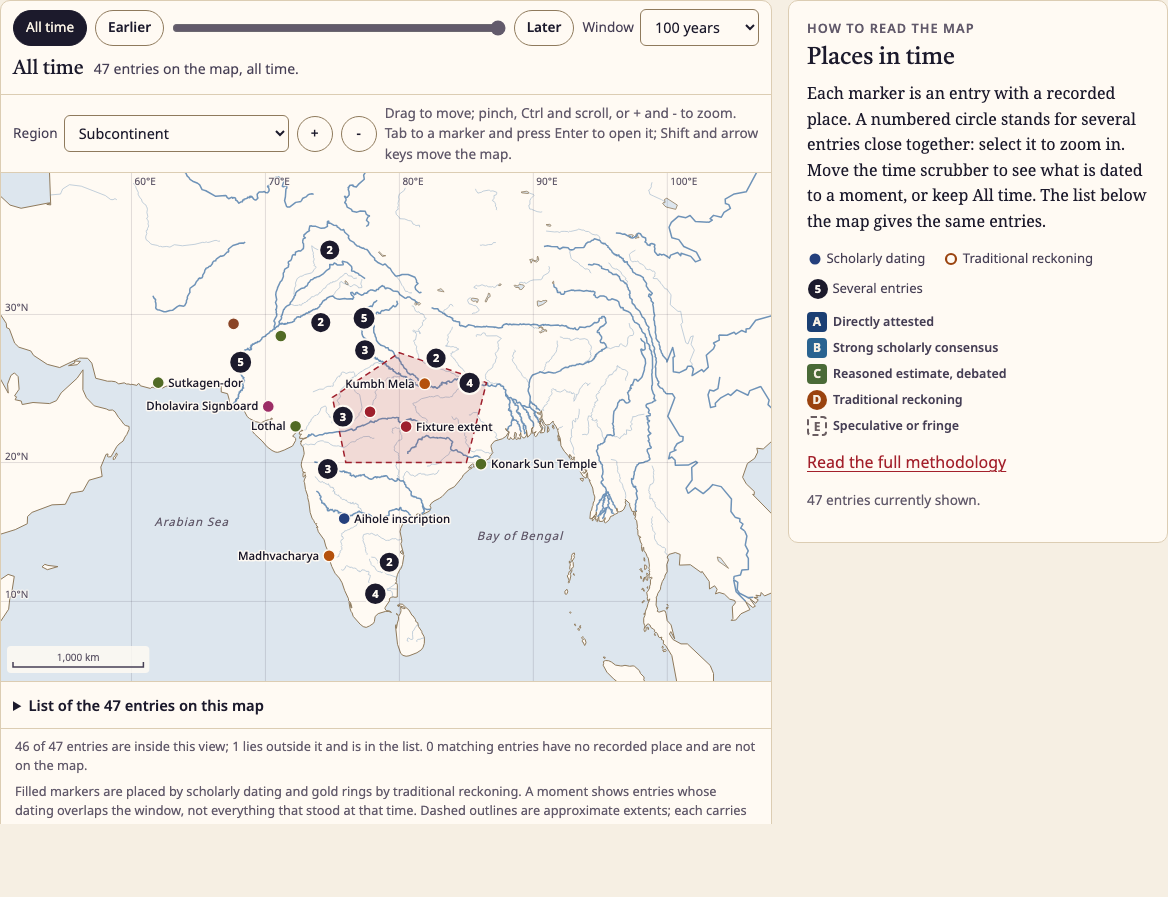 All time
Earlier
Later
Window
100 years
All time
47 entries on the map, all time.
Region
Subcontinent
+
-
Drag to move; pinch, Ctrl and scroll, or + and - to zoom.
Tab to a marker and press Enter to open it; Shift and arrow
keys move the map.
60°E
70°E
80°E
90°E
100°E
2
30°N
2
5
3
2
5
4
Sutkagen-dor
Kumbh Mela
Dholavira Signboard
3
Lothal
Fixture extent
20°N
3
Konark Sun Temple
Arabian Sea
Aihole inscription
Bay of Bengal
Madhvacharya
2
10°N
4
1,000 km
List of the 47 entries on this map
46 of 47 entries are inside this view; 1 lies outside it and is in the list. 0 matching entries have no recorded place and are not
on the map.
Filled markers are placed by scholarly dating and gold rings by traditional reckoning. A moment shows entries whose
dating overlaps the window, not everything that stood at that time. Dashed outlines are approximate extents; each carries
HOW TO READ THE MAP
Places in time
Each marker is an entry with a recorded
place. A numbered circle stands for several
entries close together: select it to zoom in.
Move the time scrubber to see what is dated
to a moment, or keep All time. The list below
the map gives the same entries.
Scholarly dating
Traditional reckoning
5 Several entries
A Directly attested
B Strong scholarly consensus
C Reasoned estimate, debated
D Traditional reckoning
E Speculative or fringe
Read the full methodology
47 entries currently shown.